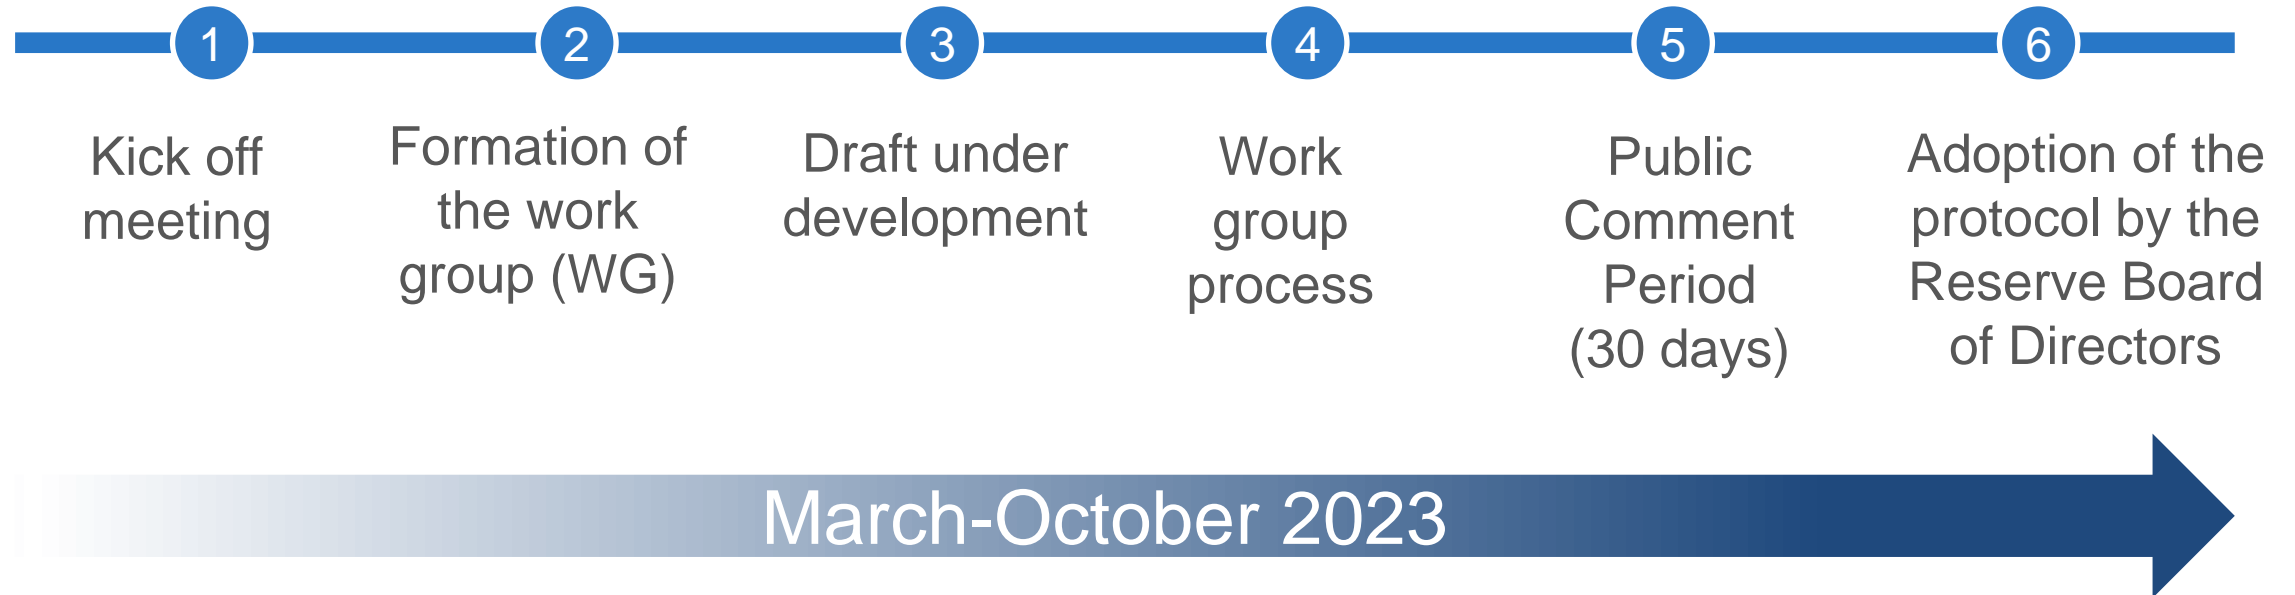 1
Kick off
meeting
2
Formation of
the work
group (WG)
3
Draft under
development
4
Work
group
process
5
Public
Comment
Period
(30 days)
6
Adoption of the
protocol by the
Reserve Board
of Directors
March-October 2023